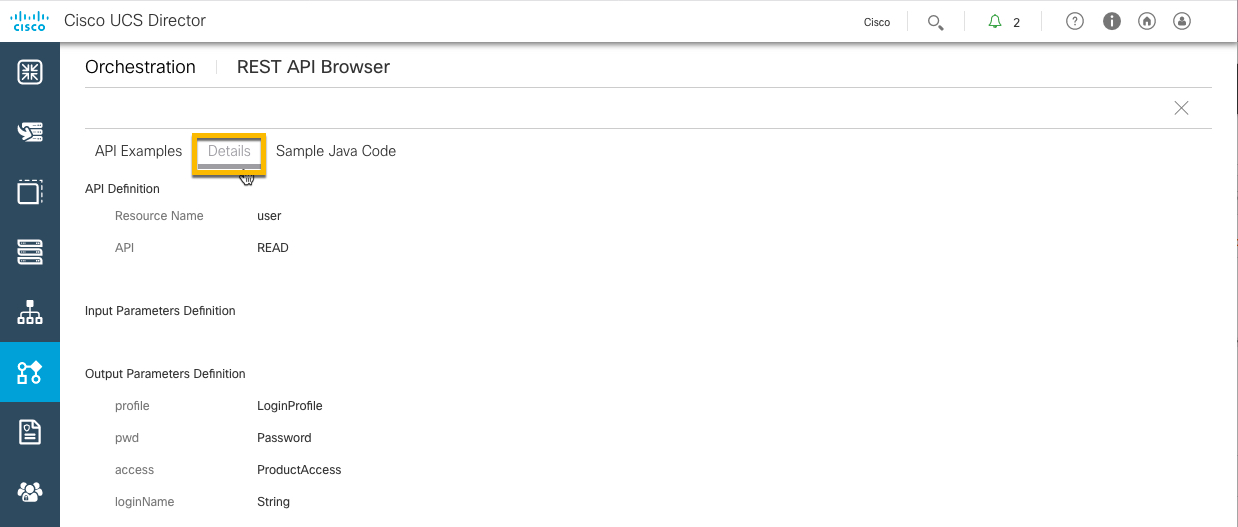 cisco Cisco UCS Director Cisco 2
Orchestration REST API Browser
API Examples Details Sample Java Code
API Definition
Resource Name user
API READ
Input Parameters Definition
Output Parameters Definition
profile LoginProfile
pwd Password
access ProductAccess
loginName String